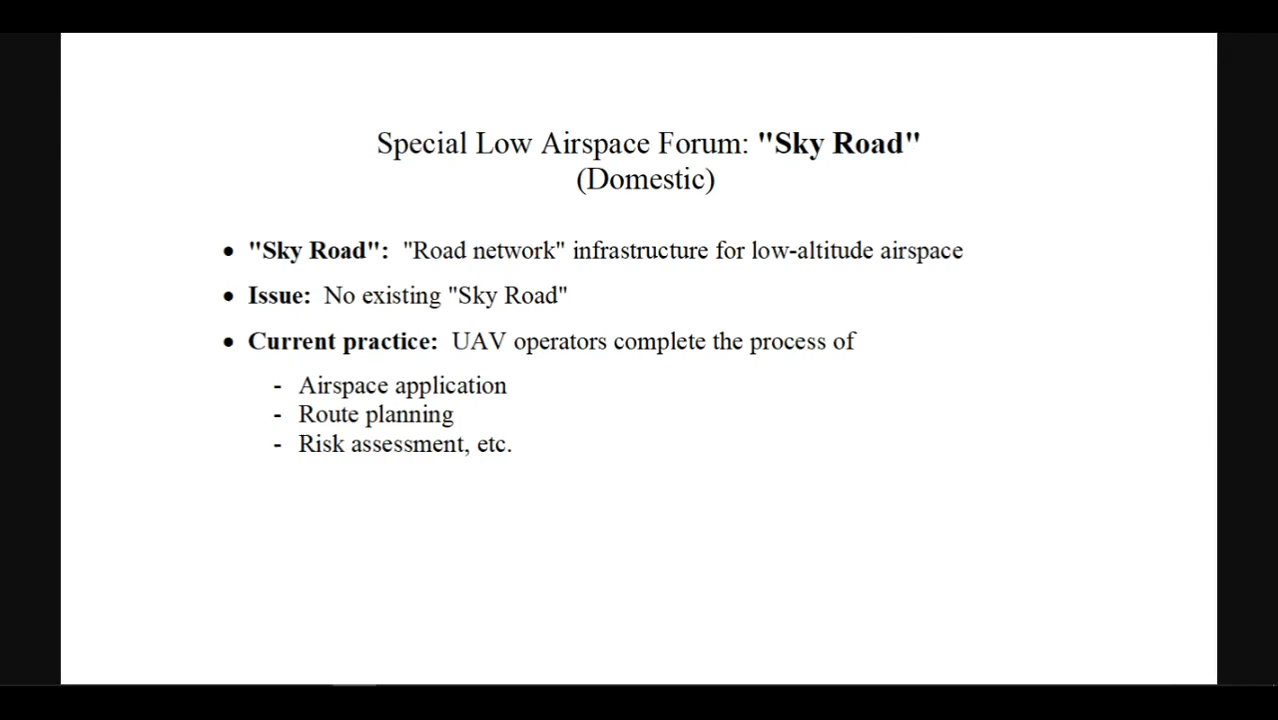 Special Low Airspace Forum: "Sky Road"
(Domestic)
• "Sky Road": "Road network" infrastructure for low-altitude airspace
• Issue: No existing "Sky Road"
• Current practice: UAV operators complete the process of
- Airspace application
- Route planning
- Risk assessment, etc.